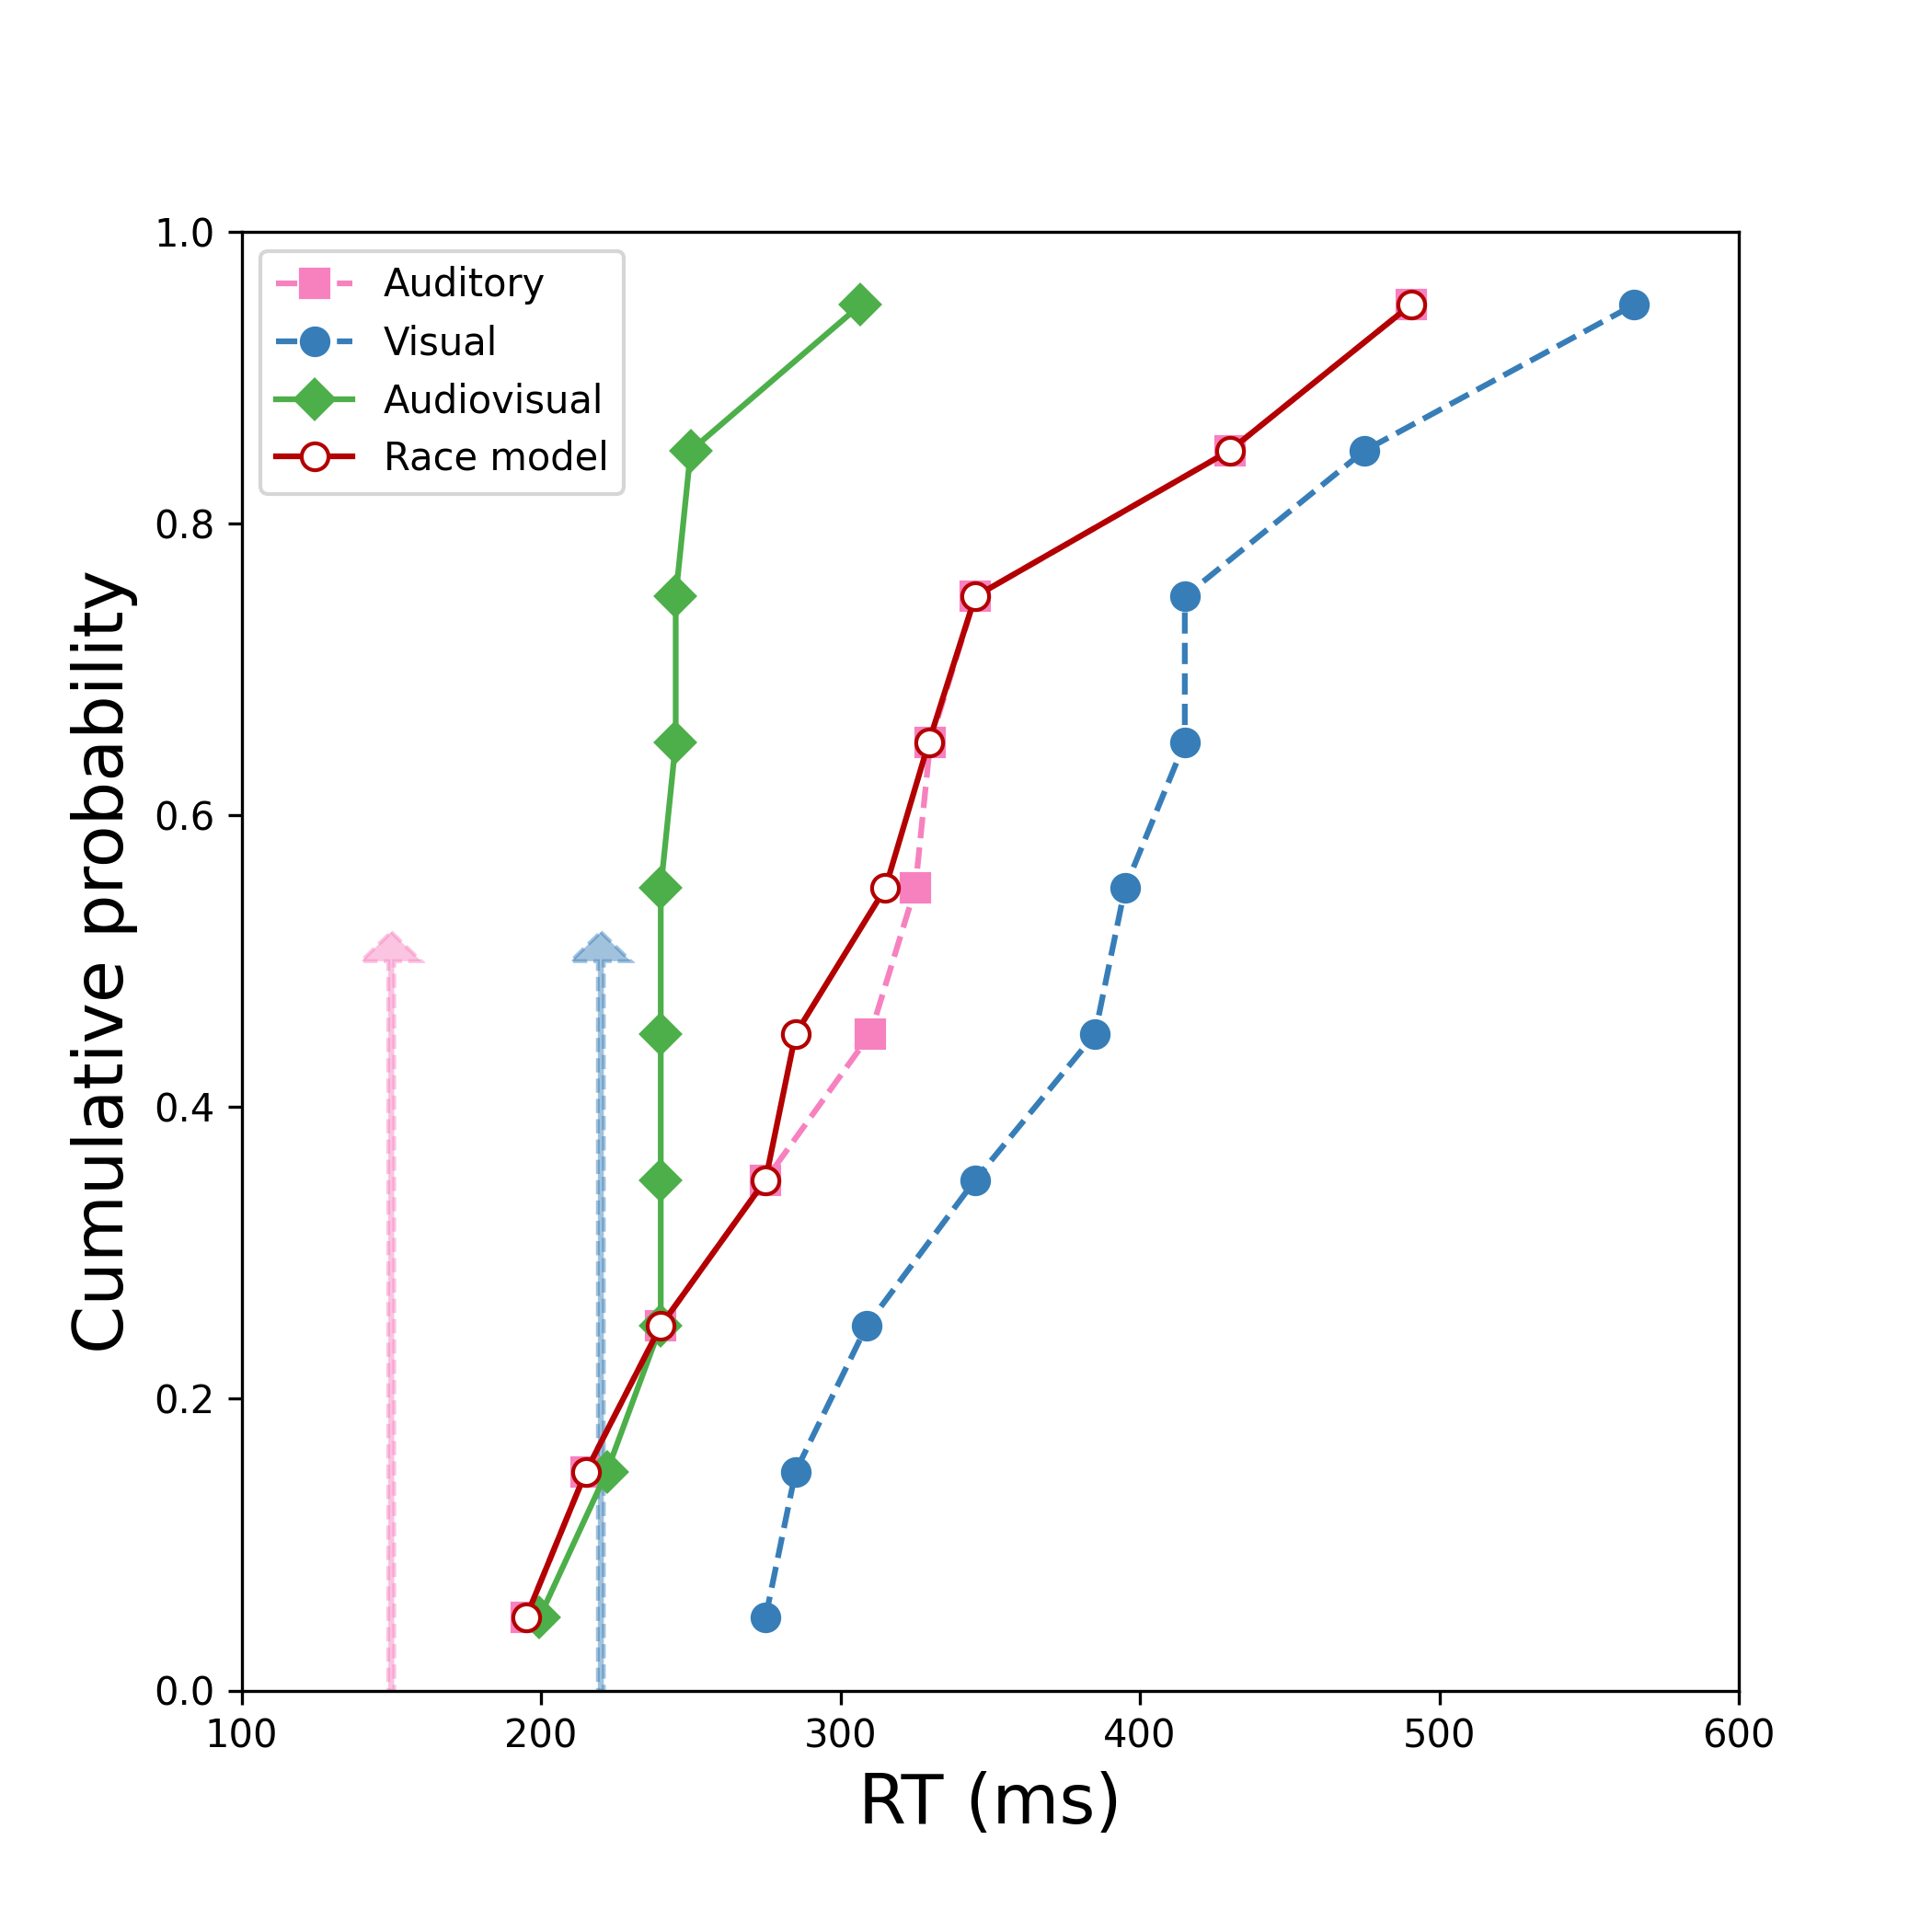 Cumulative probability
1.0
0.8
0.6
0.4
0.2
0.0
Auditory
Visual
Audiovisual
Race model
100 200 300 400 500 600
RT (ms)